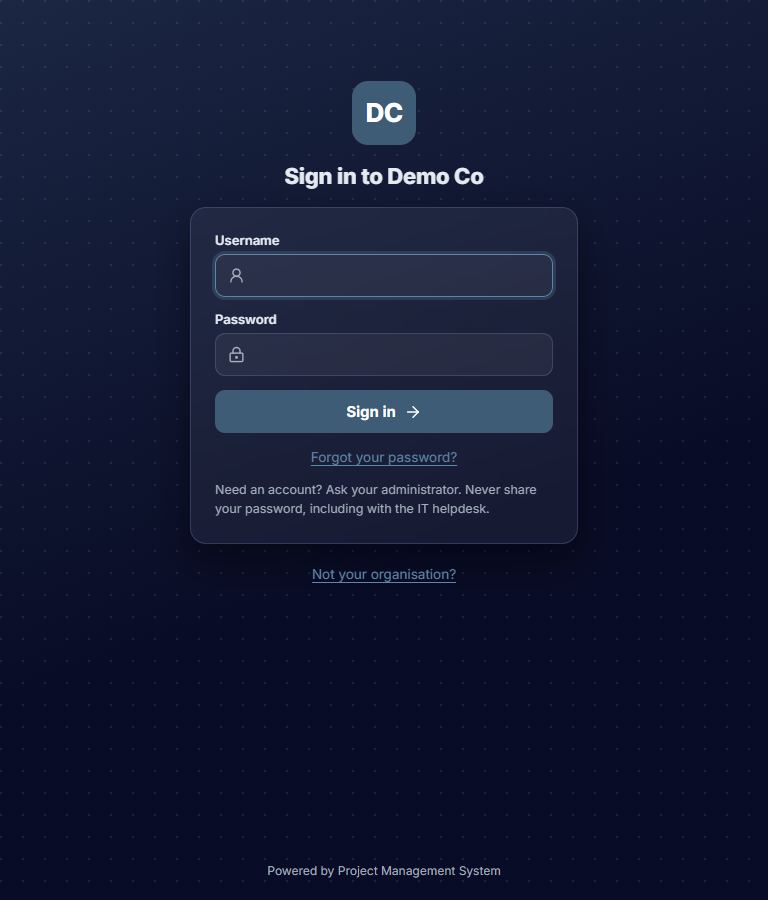 DC
Sign in to Demo Co
Username
Password
Sign in
Forgot your password?
Need an account? Ask your administrator. Never share
your password, including with the IT helpdesk.
Not your organisation?
Powered by Project Management System